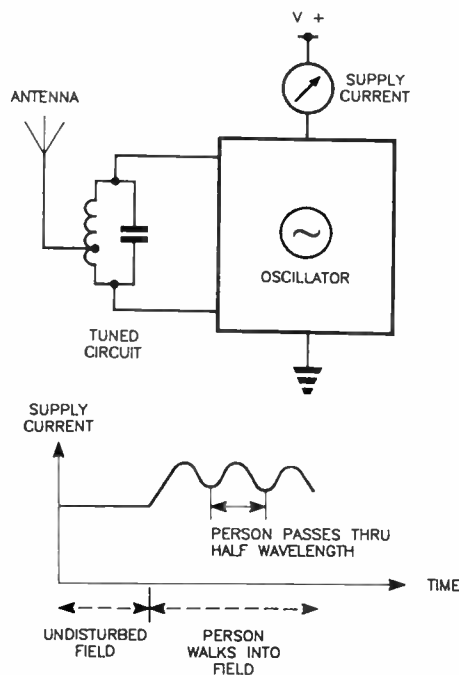 V +
SUPPLY
CURRENT
ANTENNA
OSCILLATOR
TUNED
CIRCUIT
SUPPLY
CURRENT
PERSON PASSES THRU
HALF WAVELENGTH
TIME
UNDISTURBED
FIELD
PERSON
WALKS INTO
FIELD